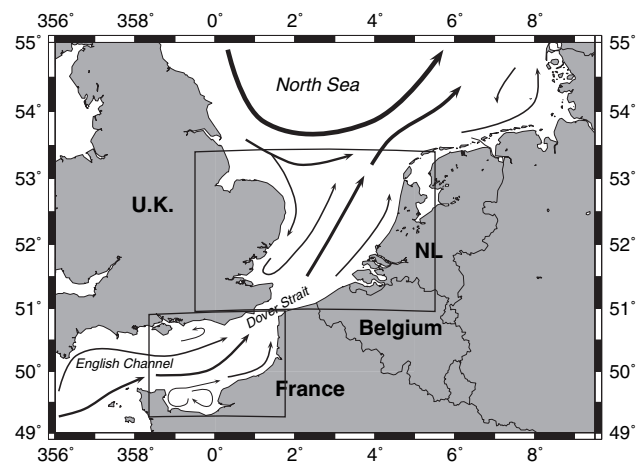 356° 358° 0° 2° 4° 6° 8°
55° 55°
North Sea
54° 54°
53° 53°
U.K.
52° 52°
NL
51° 51°
Dover Strait
Belgium
English Channel
50° 50°
France
49° 49°
356° 358° 0° 2° 4° 6° 8°